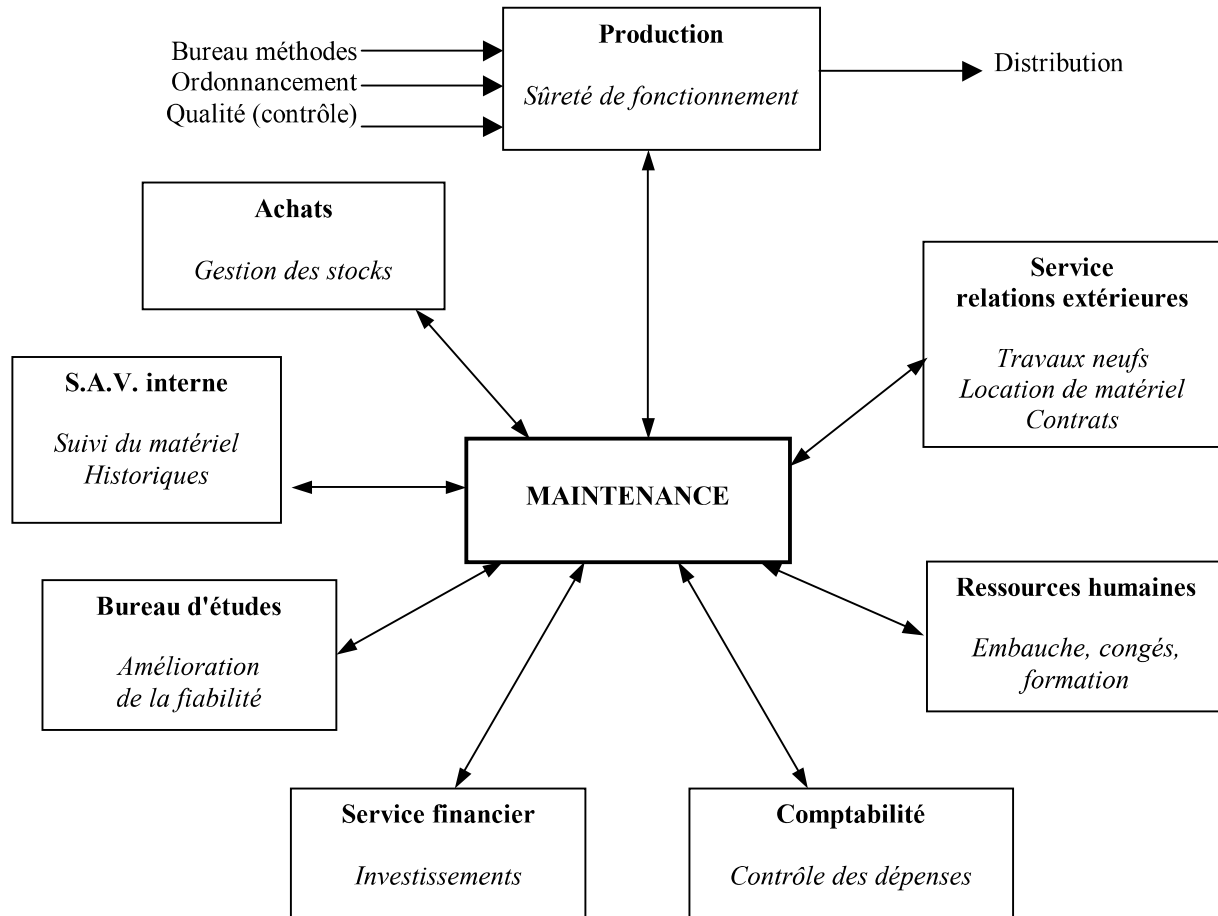 Production
Bureau méthodes
Ordonnancement
Qualité (contrôle)
Sûreté de fonctionnement
Distribution
Achats
Gestion des stocks
Service
relations extérieures
Travaux neufs
Location de matériel
Contrats
S.A.V. interne
Suivi du matériel
Historiques
MAINTENANCE
Bureau d'études
Amélioration
de la fiabilité
Ressources humaines
Embauche, congés,
formation
Service financier
Investissements
Comptabilité
Contrôle des dépenses